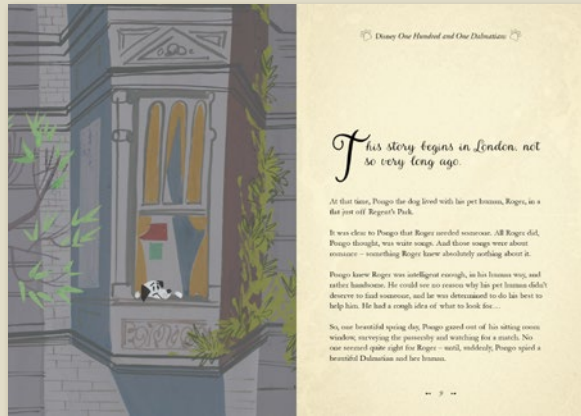 Disney One Hundred and One Dalmatians
This story begins in London, not
so very long ago.
At that time, Pongo the dog lived with his pet human, Roger, in a
flat just off Regent's Park.
It was clear to Pongo that Roger needed someone. All Roger did,
Pongo thought, was write songs. And those songs were about
romance – something Roger knew absolutely nothing about it.
Pongo knew Roger was intelligent enough, in his human way, and
rather handsome. He could see no reason why his pet human didn't
deserve to find someone, and he was determined to do his best to
help him. He had a rough idea of what to look for…
So, one beautiful spring day, Pongo gazed out of his sitting room
window, surveying the passersby and watching for a match. No
one seemed quite right for Roger – until, suddenly, Pongo spied a
beautiful Dalmatian and her human.